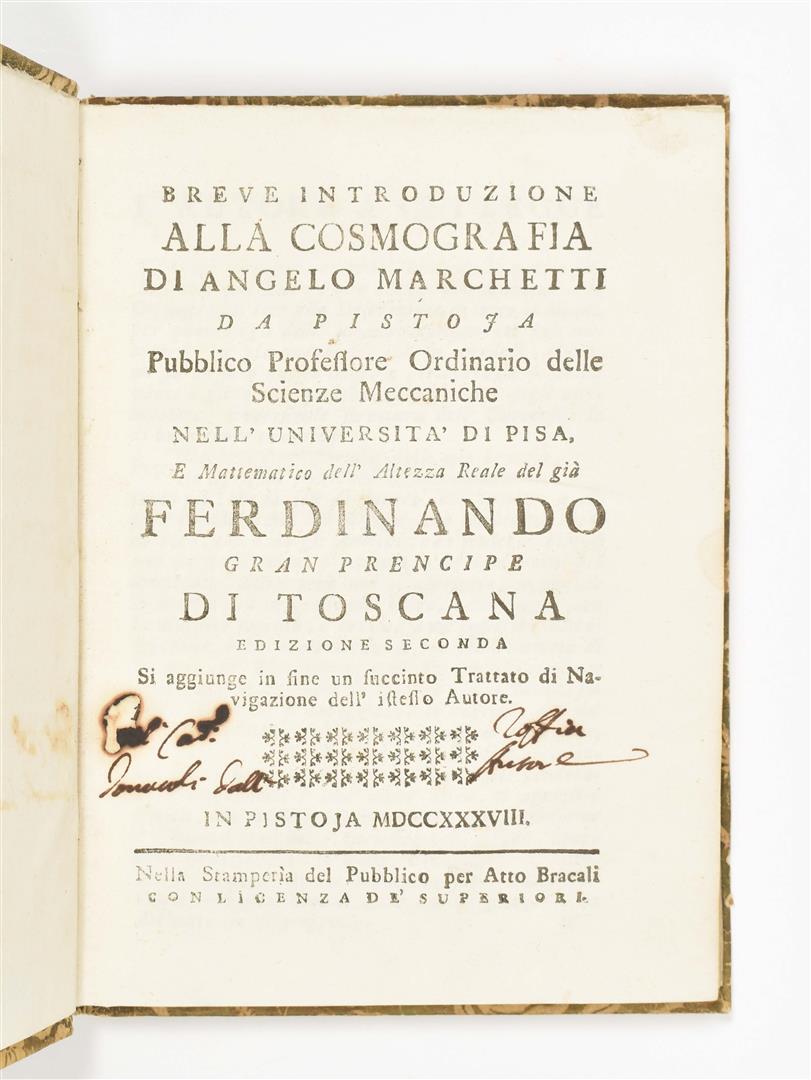 BREVE INTRODUZIONE
ALLA COSMOGRAFIA
DI ANGELO MARCHETTI
DA PISTOJA
Pubblico Profeſſore Ordinario delle
Scienze Meccaniche
NELL' UNIVERSITA' DI PISA,
E Mattematico dell' Altezza Reale del già
FERDINANDO
GRAN PRENCIPE
DI TOSCANA
EDIZIONE SECONDA
Si aggiunge in fine un ſuccinto Trattato di Na-
vigazione dell' iſteſſo Autore.
IN PISTOJA MDCCXXXVIII.
Nella Stamperìa del Pubblico per Atto Bracali
CON LICENZA DE' SUPERIORI.